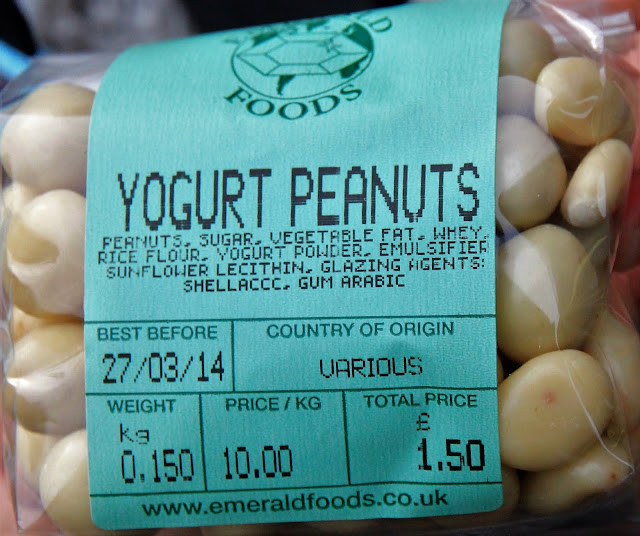 EMERALD
FOODS
YOGURT PEANUTS
PEANUTS, SUGAR, VEGETABLE FAT, WHEY,
RICE FLOUR, YOGURT POWDER, EMULSIFIER
SUNFLOWER LECITHIN, GLAZING AGENTS:
SHELLACCC, GUM ARABIC
BEST BEFORE
27/03/14
COUNTRY OF ORIGIN
VARIOUS
WEIGHT
kg
0.150
PRICE / KG
10.00
TOTAL PRICE
£
1.50
www.emeraldfoods.co.uk